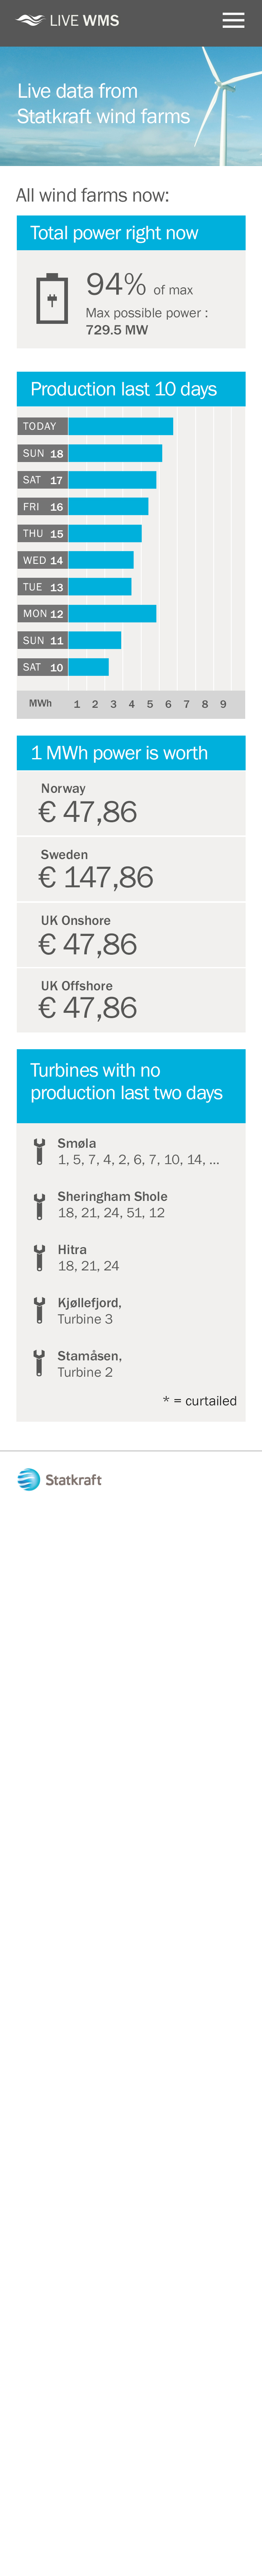 LIVE WMS
Live data from
Statkraft wind farms
All wind farms now:
Total power right now
94% of max
Max possible power :
729.5 MW
Production last 10 days
TODAY
SUN 18
SAT 17
FRI 16
THU 15
WED 14
TUE 13
MON 12
SUN 11
SAT 10
MWh 1 2 3 4 5 6 7 8 9
1 MWh power is worth
Norway
€ 47,86
Sweden
€ 147,86
UK Onshore
€ 47,86
UK Offshore
€ 47,86
Turbines with no
production last two days
Smøla
1, 5, 7, 4, 2, 6, 7, 10, 14, ...
Sheringham Shole
18, 21, 24, 51, 12
Hitra
18, 21, 24
Kjøllefjord,
Turbine 3
Stamåsen,
Turbine 2
* = curtailed
Statkraft